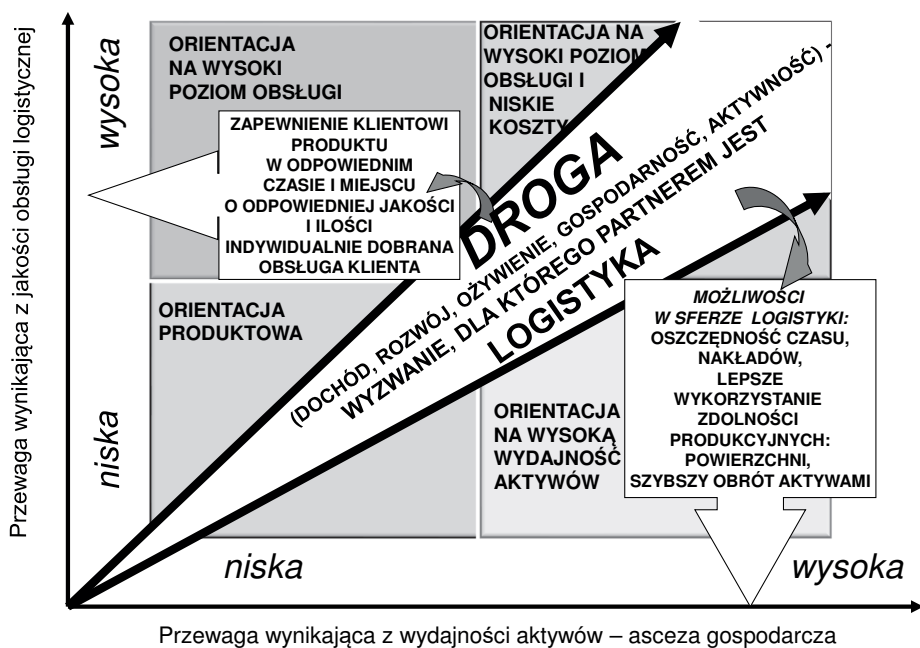 Przewaga wynikająca z jakości obsługi logistycznej
wysoka
niska
ORIENTACJA
NA WYSOKI
POZIOM OBSŁUGI
ORIENTACJA NA
WYSOKI POZIOM
OBSŁUGI I
NISKIE
KOSZTY
ZAPEWNIENIE KLIENTOWI
PRODUKTU
W ODPOWIEDNIM
CZASIE I MIEJSCU
O ODPOWIEDNIEJ JAKOŚCI
I ILOŚCI
INDYWIDUALNIE DOBRANA
OBSŁUGA KLIENTA
DROGA
(DOCHÓD, ROZWÓJ, OŻYWIENIE, GOSPODARNOŚĆ, AKTYWNOŚĆ) -
WYZWANIE, DLA KTÓREGO PARTNEREM JEST
LOGISTYKA
ORIENTACJA
PRODUKTOWA
MOŻLIWOŚCI
W SFERZE LOGISTYKI:
OSZCZĘDNOŚĆ CZASU,
NAKŁADÓW,
LEPSZE
WYKORZYSTANIE
ZDOLNOŚCI
PRODUKCYJNYCH:
POWIERZCHNI,
SZYBSZY OBRÓT AKTYWAMI
ORIENTACJA
NA WYSOKĄ
WYDAJNOŚĆ
AKTYWÓW
niska
wysoka
Przewaga wynikająca z wydajności aktywów – asceza gospodarcza